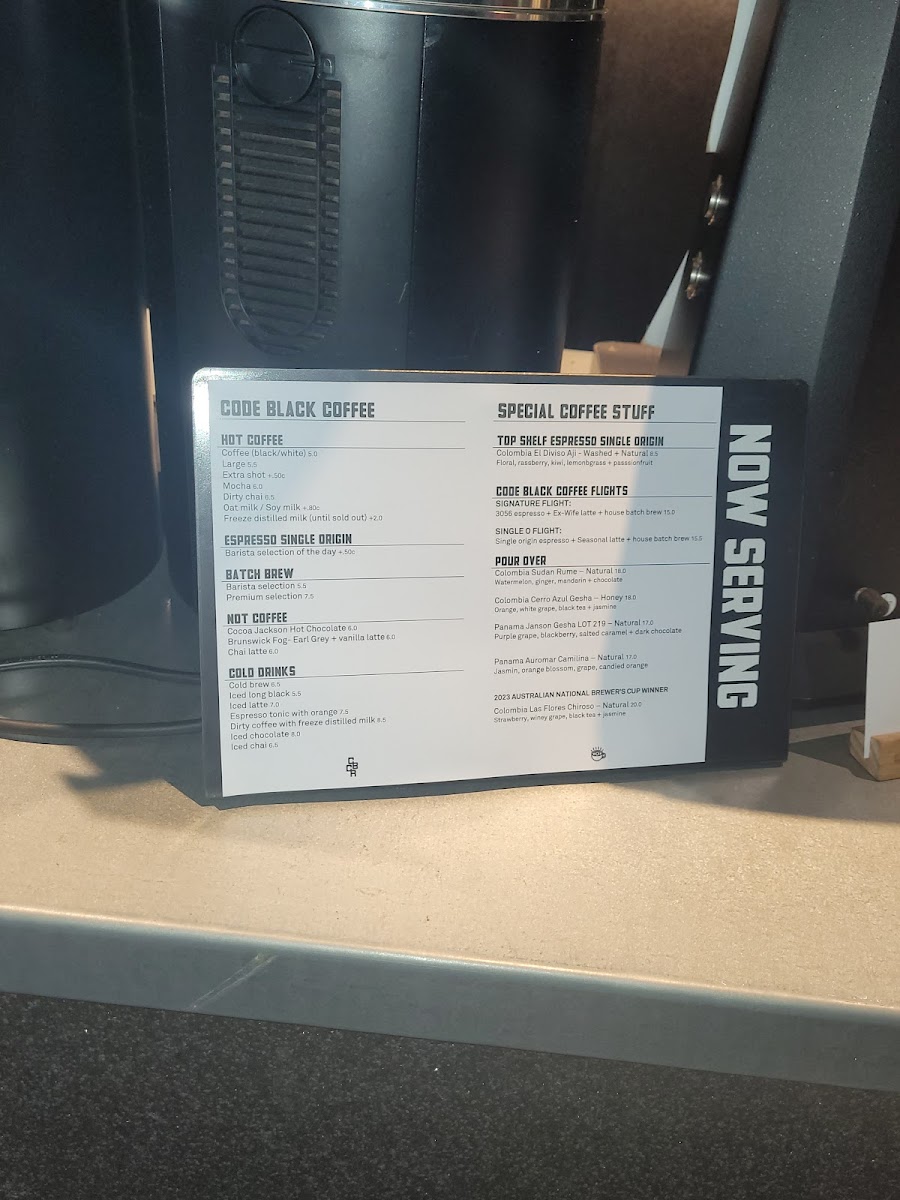 CODE BLACK COFFEE
HOT COFFEE
Coffee (black/white) 5.0
Large 5.5
Extra shot +.50c
Mocha 6.0
Dirty chai 6.5
Oat milk / Soy milk +.80c
Freeze distilled milk (until sold out) +2.0
ESPRESSO SINGLE ORIGIN
Barista selection of the day +.50c
BATCH BREW
Barista selection 5.5
Premium selection 7.5
NOT COFFEE
Cocoa Jackson Hot Chocolate 6.0
Brunswick Fog- Earl Grey + vanilla latte 6.0
Chai latte 6.0
COLD DRINKS
Cold brew 6.5
Iced long black 5.5
Iced latte 7.0
Espresso tonic with orange 7.5
Dirty coffee with freeze distilled milk 8.5
Iced chocolate 8.0
Iced chai 6.5
CBCR
SPECIAL COFFEE STUFF
TOP SHELF ESPRESSO SINGLE ORIGIN
Colombia El Diviso Aji - Washed + Natural 8.5
Floral, rasberry, kiwi, lemonbgrass + passionfruit
CODE BLACK COFFEE FLIGHTS
SIGNATURE FLIGHT:
3056 espresso + Ex-Wife latte + house batch brew 15.0
SINGLE O FLIGHT:
Single origin espresso + Seasonal latte + house batch brew 15.5
POUR OVER
Colombia Sudan Rume – Natural 18.0
Watermelon, ginger, mandorin + chocolate
Colombia Cerro Azul Gesha – Honey 18.0
Orange, white grape, black tea + jasmine
Panama Janson Gesha LOT 219 – Natural 17.0
Purple grape, blackberry, salted caramel + dark chocolate
Panama Auromar Camilina – Natural 17.0
Jasmin, orange blossom, grape, candied orange
2023 AUSTRALIAN NATIONAL BREWER'S CUP WINNER
Colombia Las Flores Chiroso – Natural 20.0
Strawberry, winey grape, black tea + jasmine
NOW SERVING